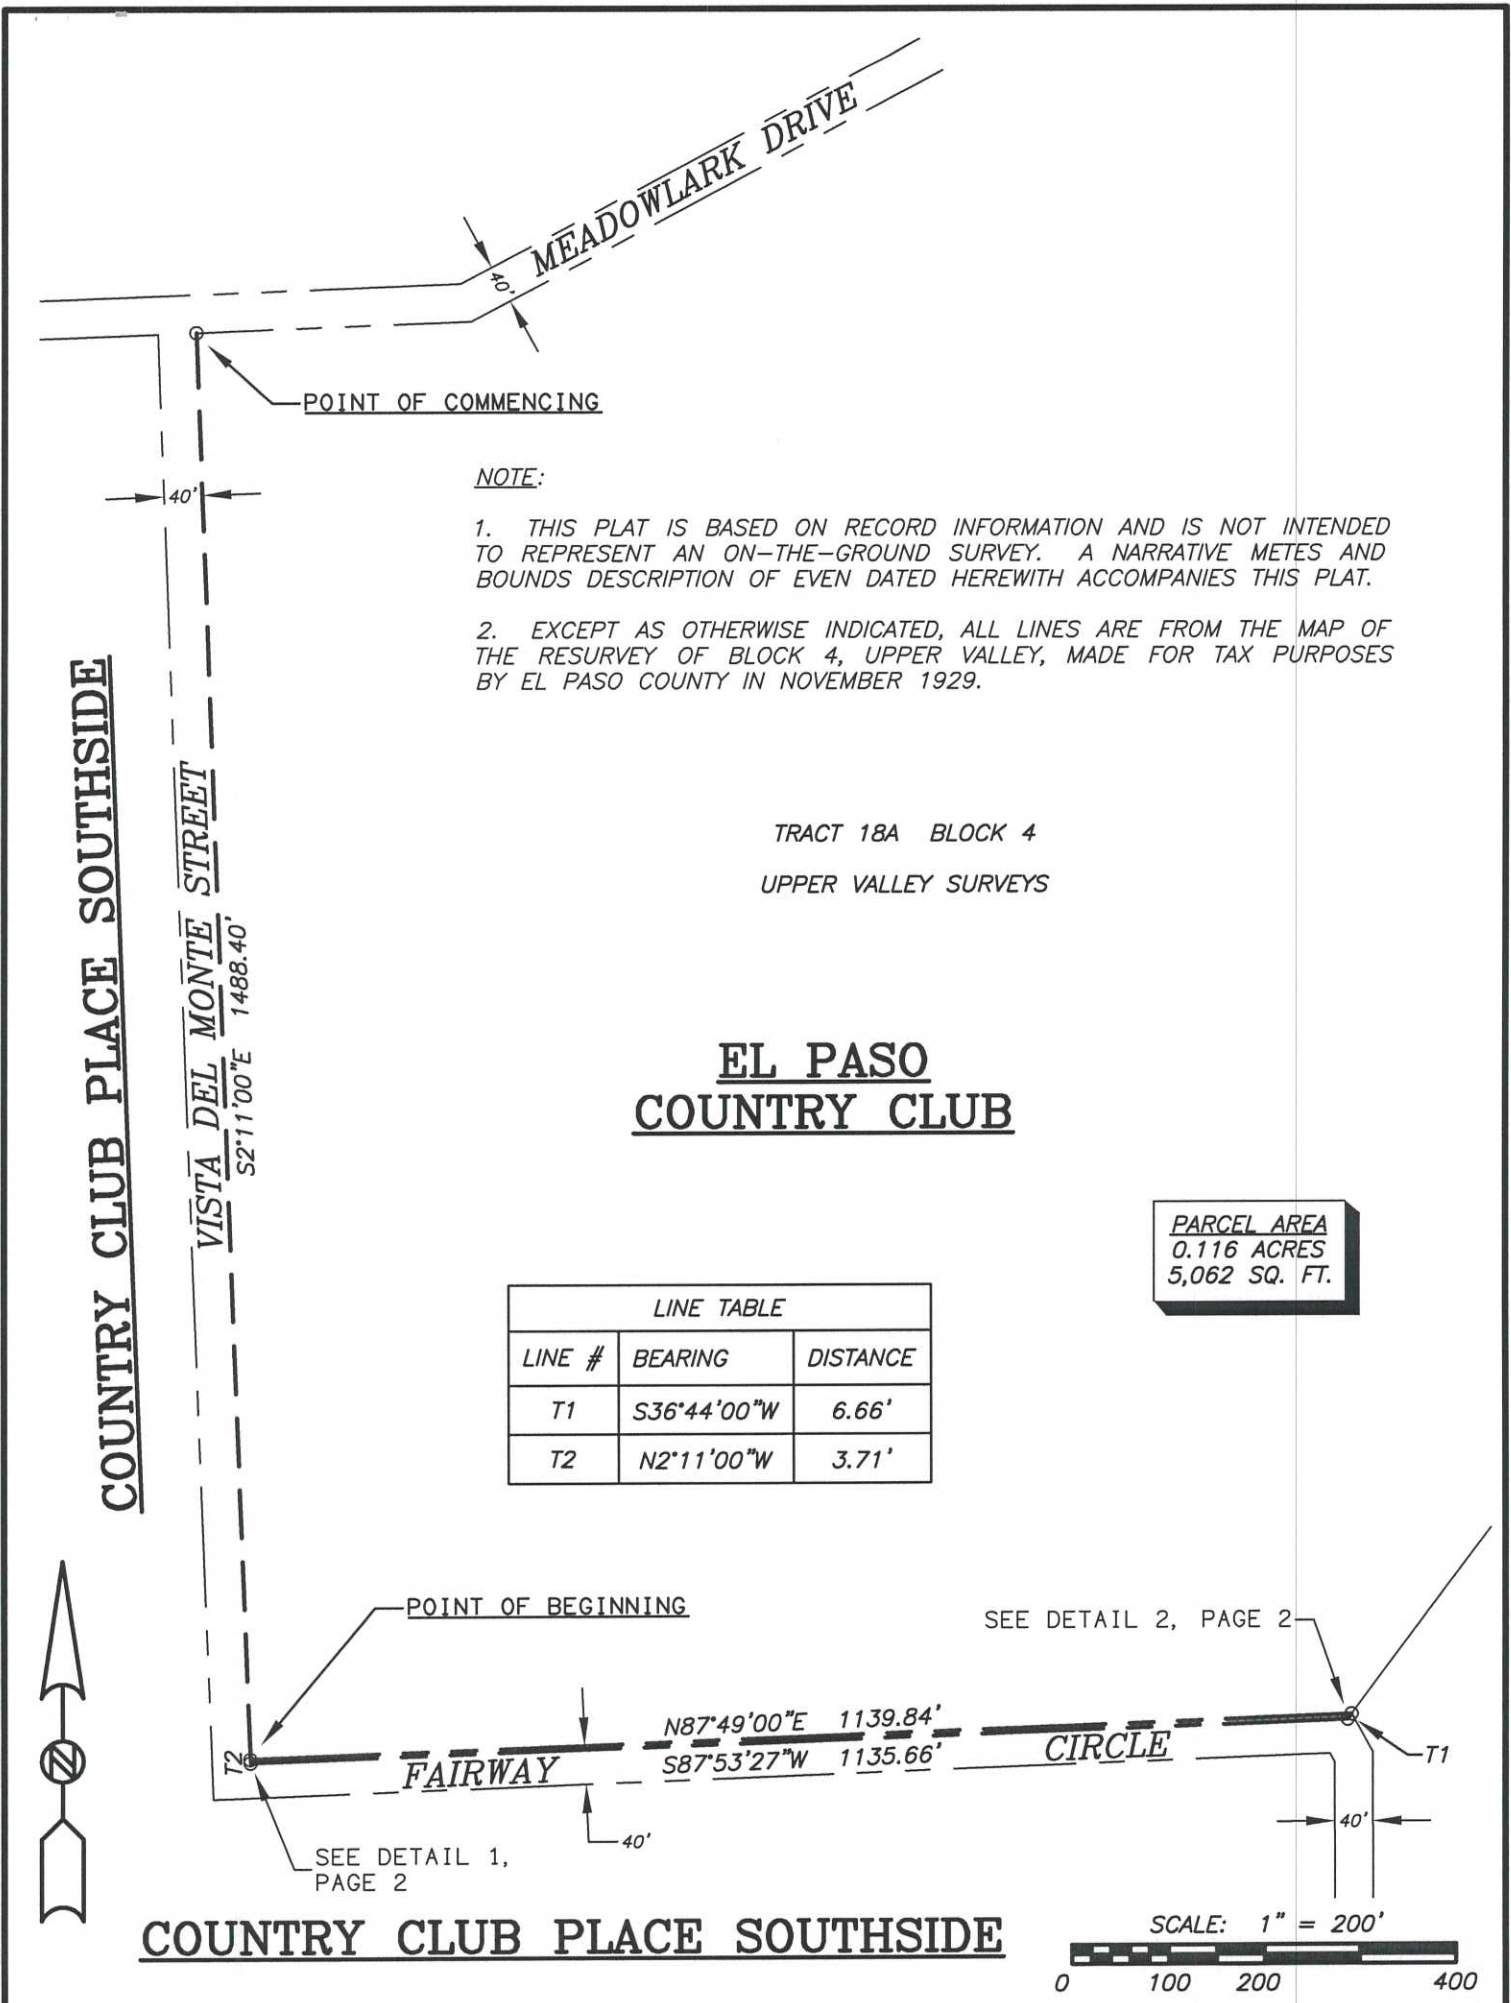 MEADOWLARK DRIVE
40'
POINT OF COMMENCING
40'
NOTE:
1. THIS PLAT IS BASED ON RECORD INFORMATION AND IS NOT INTENDED
TO REPRESENT AN ON-THE-GROUND SURVEY. A NARRATIVE METES AND
BOUNDS DESCRIPTION OF EVEN DATED HEREWITH ACCOMPANIES THIS PLAT.
2. EXCEPT AS OTHERWISE INDICATED, ALL LINES ARE FROM THE MAP OF
THE RESURVEY OF BLOCK 4, UPPER VALLEY, MADE FOR TAX PURPOSES
BY EL PASO COUNTY IN NOVEMBER 1929.
COUNTRY CLUB PLACE SOUTHSIDE
VISTA DEL MONTE STREET
S2°11'00"E 1488.40'
TRACT 18A BLOCK 4
UPPER VALLEY SURVEYS
EL PASO
COUNTRY CLUB
PARCEL AREA
0.116 ACRES
5,062 SQ. FT.
LINE TABLE
LINE # BEARING DISTANCE
T1 S36°44'00"W 6.66'
T2 N2°11'00"W 3.71'
POINT OF BEGINNING
SEE DETAIL 2, PAGE 2
N87°49'00"E 1139.84'
S87°53'27"W 1135.66'
FAIRWAY CIRCLE
T1
T2
N
40'
40'
SEE DETAIL 1,
PAGE 2
COUNTRY CLUB PLACE SOUTHSIDE
SCALE: 1" = 200'
0 100 200 400